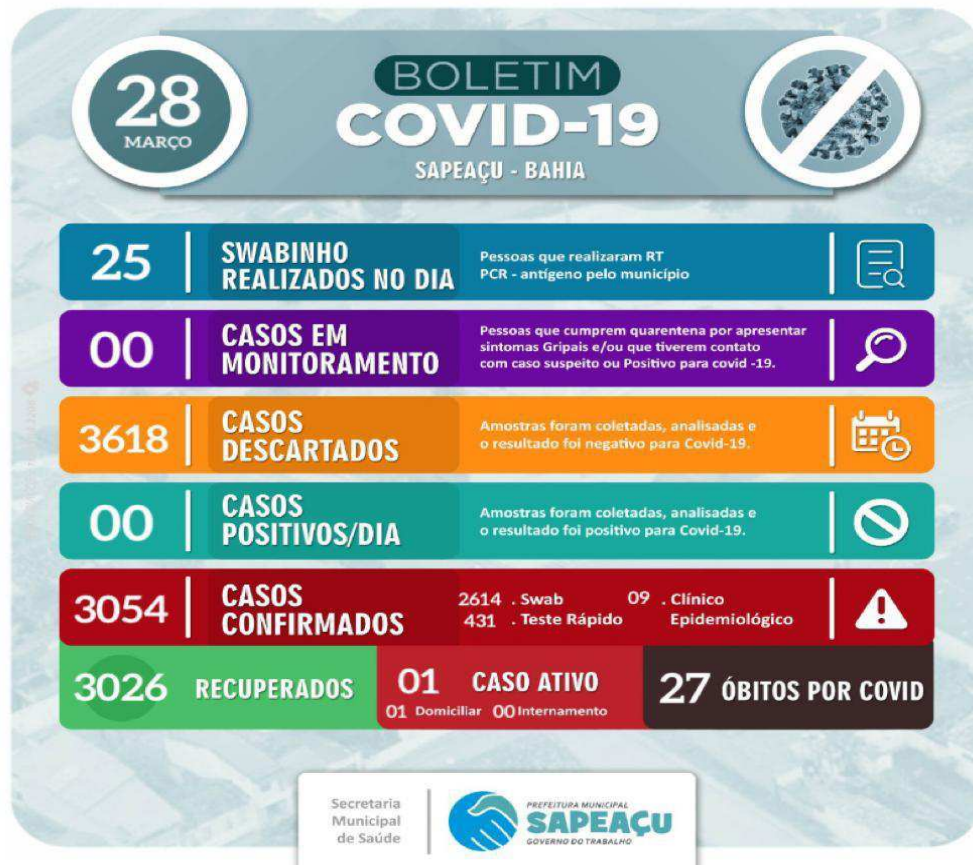 28
MARÇO
BOLETIM
COVID-19
SAPEAÇU - BAHIA
25
SWABINHO
REALIZADOS NO DIA
Pessoas que realizaram RT
PCR - antígeno pelo município
00
CASOS EM
MONITORAMENTO
Pessoas que cumprem quarentena por apresentar
sintomas Gripais e/ou que tiverem contato
com caso suspeito ou Positivo para covid -19.
3618
CASOS
DESCARTADOS
Amostras foram coletadas, analisadas e
o resultado foi negativo para Covid-19.
00
CASOS
POSITIVOS/DIA
Amostras foram coletadas, analisadas e
o resultado foi positivo para Covid-19.
3054
CASOS
CONFIRMADOS
2614 . Swab
431 . Teste Rápido
09 . Clínico
Epidemiológico
3026 RECUPERADOS
01 CASO ATIVO
01 Domiciliar 00 Internamento
27 ÓBITOS POR COVID
Secretaria
Municipal
de Saúde
PREFEITURA MUNICIPAL
SAPEAÇU
GOVERNO DO TRABALHO